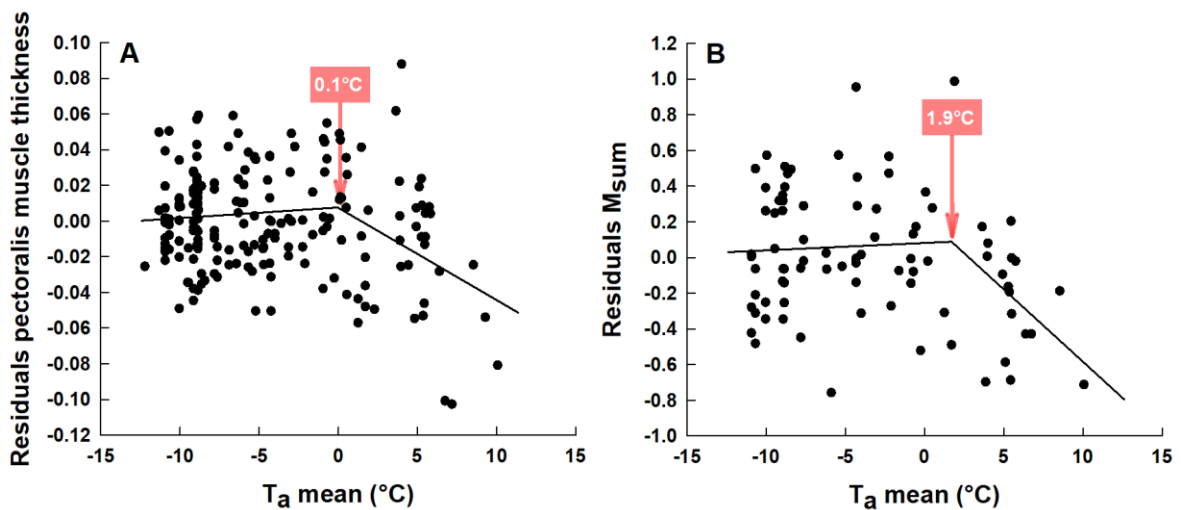 A
Residuals pectoralis muscle thickness
0.10
0.08
0.06
0.04
0.02
0.00
-0.02
-0.04
-0.06
-0.08
-0.10
-0.12
0.1°C
-15 -10 -5 0 5 10 15
Ta mean (°C)
B
Residuals Msum
1.2
1.0
0.8
0.6
0.4
0.2
0.0
-0.2
-0.4
-0.6
-0.8
-1.0
1.9°C
-15 -10 -5 0 5 10 15
Ta mean (°C)